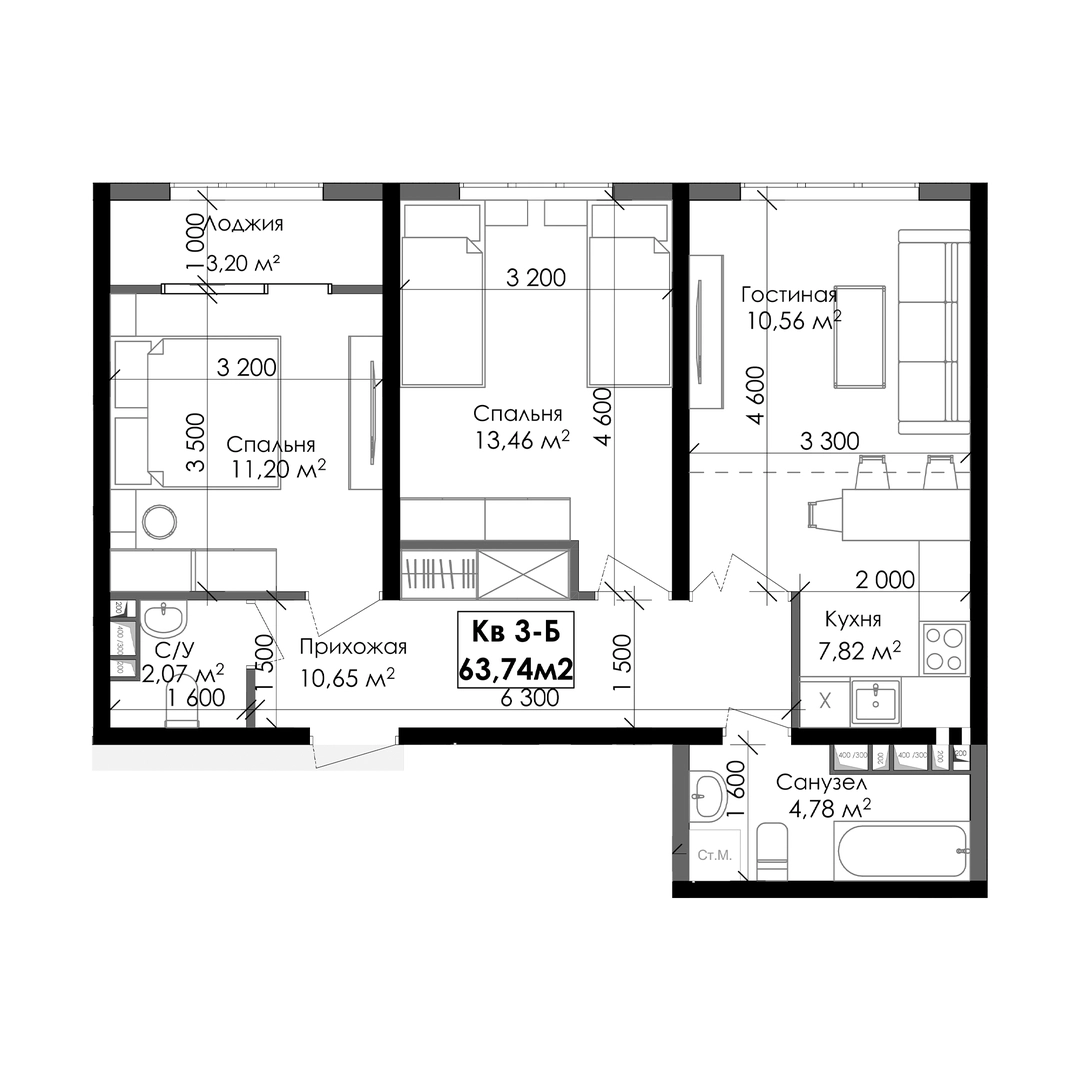 Лоджия
3,20 м²
1 000
3 200
3 500
Спальня
11,20 м²
3 200
Спальня
13,46 м²
4 600
Гостиная
10,56 м²
4 600
3 300
2 000
Кухня
7,82 м²
X
200
400 /300
С/У
2,07 м²
1 600
1 500
Прихожая
10,65 м²
Кв 3-Б
63,74м2
6 300
1 500
400 /300
200
400 /300
200
200
Санузел
4,78 м²
1 600
Ст.М.